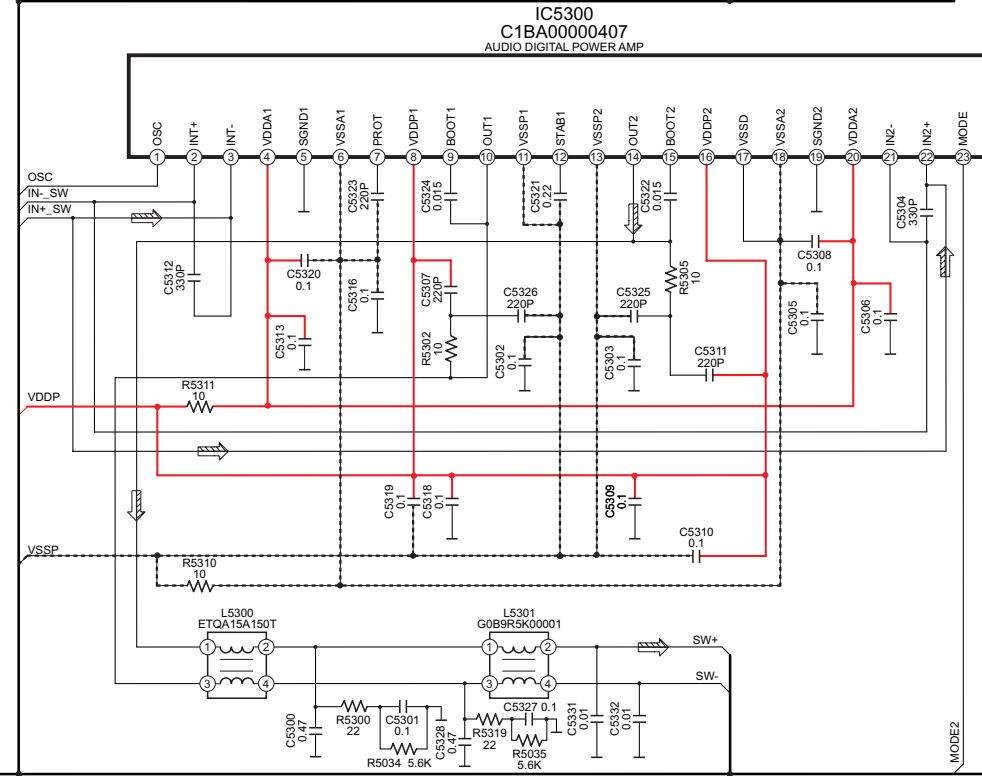 IC5300
C1BA00000407
AUDIO DIGITAL POWER AMP
OSC
INT+
INT-
VDDA1
SGND1
VSSA1
PROT
VDDP1
BOOT1
OUT1
VSSP1
STAB1
VSSP2
OUT2
BOOT2
VDDP2
VSSD
VSSA2
SGND2
VDDA2
IN2-
IN2+
MODE
1
2
3
4
5
6
7
8
9
10
11
12
13
14
15
16
17
18
19
20
21
22
23
OSC
IN-_SW
IN+_SW
C5323
220P
C5324
0.015
C5321
0.22
C5322
0.015
C5304
330P
C5312
330P
C5320
0.1
C5316
0.1
C5307
220P
C5326
220P
C5325
220P
R5305
10
C5308
0.1
C5305
0.1
C5306
0.1
C5313
0.1
R5302
10
C5302
0.1
C5303
0.1
C5311
220P
R5311
10
VDDP
C5319
0.1
C5318
0.1
C5309
0.1
C5310
0.1
VSSP
R5310
10
L5300
ETQA15A150T
L5301
G0B9R5K00001
1
2
3
4
1
2
3
4
SW+
SW-
C5300
0.47
R5300
22
C5301
0.1
R5034 5.6K
C5328
0.47
R5319
22
C5327 0.1
R5035
5.6K
C5331
0.01
C5332
0.01
MODE2